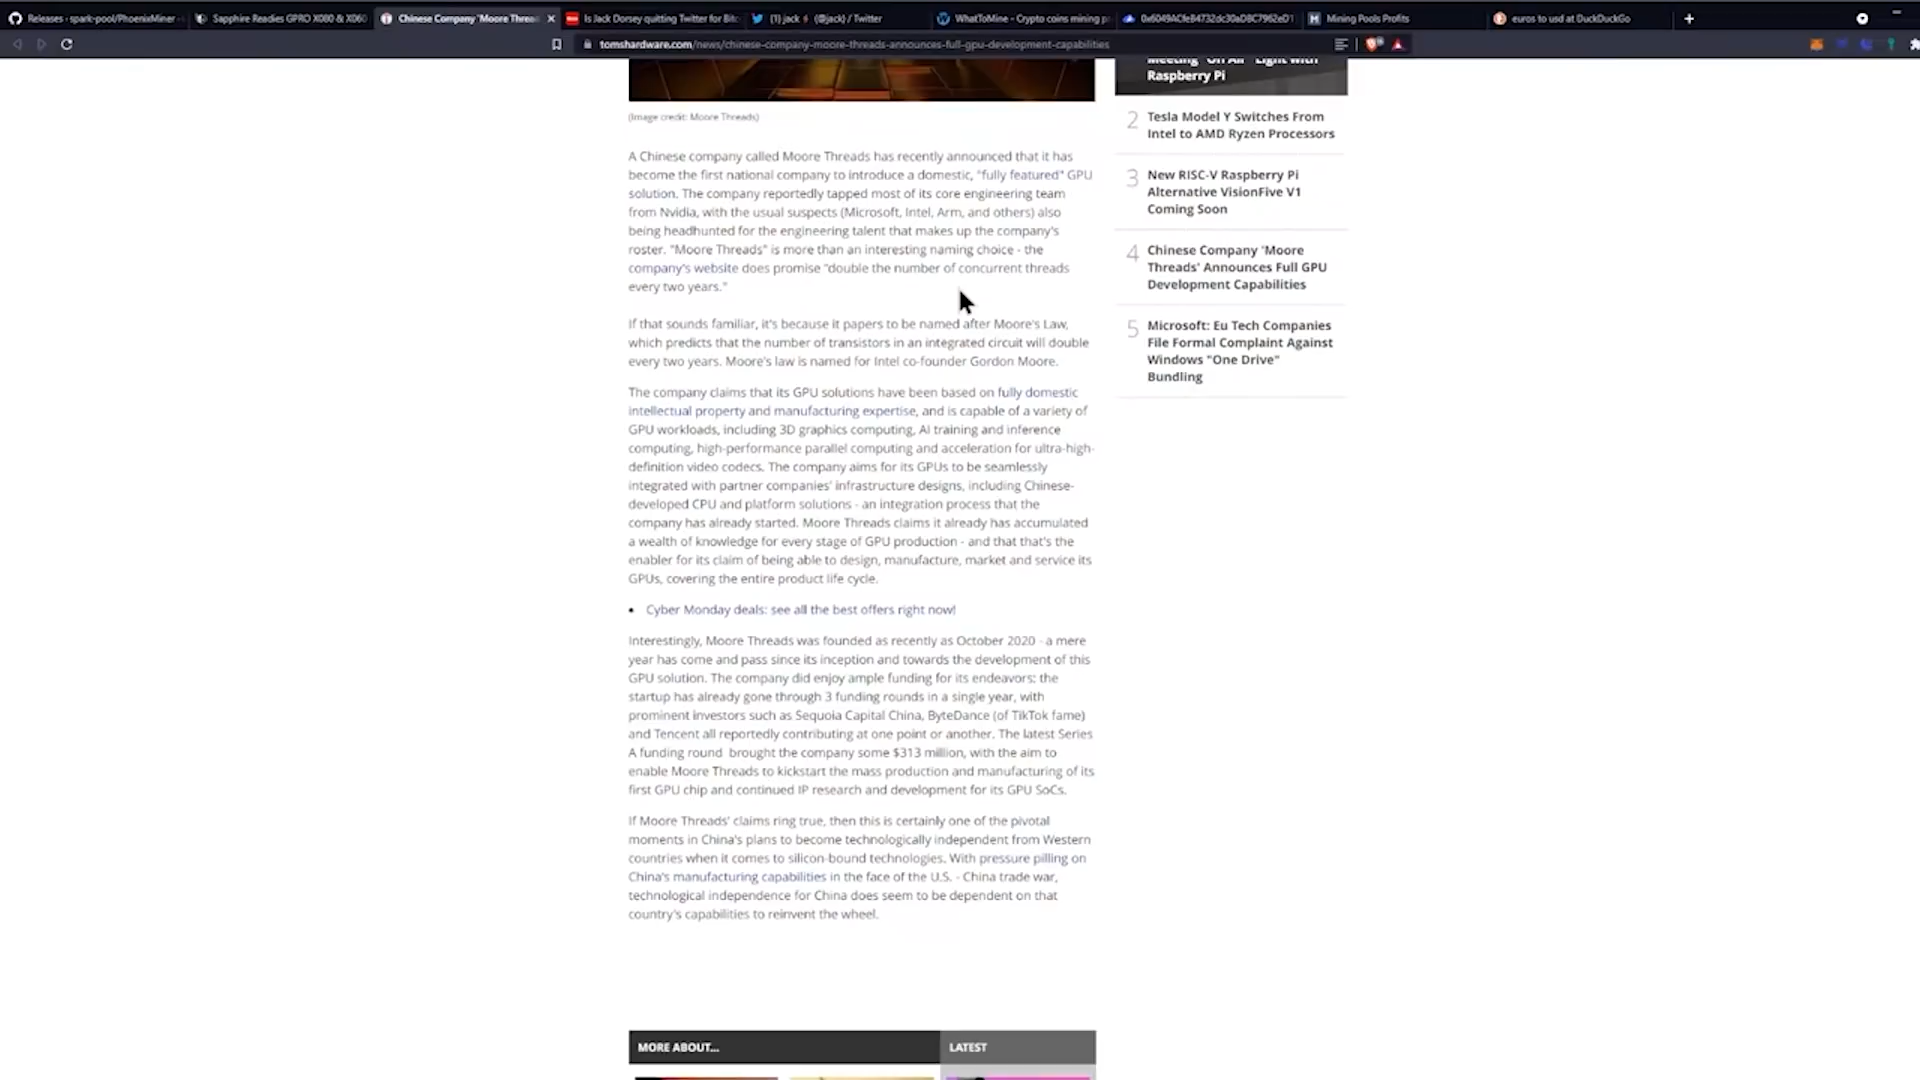 Releases - spark-pool/PhoenixMiner
Sapphire Readies GPRO X080 & X060
Chinese Company 'Moore Threa
Is Jack Dorsey quitting Twitter for Bitc
(1) jack (@jack) / Twitter
WhatToMine - Crypto coins mining p
Mining Pools Profits
euros to usd at DuckDuckGo
tomshardware.com/news/chinese-company-moore-threads-announces-full-gpu-development-capabilities
(Image credit: Moore Threads)
A Chinese company called Moore Threads has recently announced that it has
become the first national company to introduce a domestic, "fully featured" GPU
solution. The company reportedly tapped most of its core engineering team
from Nvidia, with the usual suspects (Microsoft, Intel, Arm, and others) also
being headhunted for the engineering talent that makes up the company's
roster. "Moore Threads" is more than an interesting naming choice - the
company's website does promise "double the number of concurrent threads
every two years."
If that sounds familiar, it's because it papers to be named after Moore's Law,
which predicts that the number of transistors in an integrated circuit will double
every two years. Moore's law is named for Intel co-founder Gordon Moore.
The company claims that its GPU solutions have been based on fully domestic
intellectual property and manufacturing expertise, and is capable of a variety of
GPU workloads, including 3D graphics computing, AI training and inference
computing, high-performance parallel computing and acceleration for ultra-high-
definition video codecs. The company aims for its GPUs to be seamlessly
integrated with partner companies' infrastructure designs, including Chinese-
developed CPU and platform solutions - an integration process that the
company has already started. Moore Threads claims it already has accumulated
a wealth of knowledge for every stage of GPU production - and that that's the
enabler for its claim of being able to design, manufacture, market and service its
GPUs, covering the entire product life cycle.
• Cyber Monday deals: see all the best offers right now!
Interestingly, Moore Threads was founded as recently as October 2020 - a mere
year has come and pass since its inception and towards the development of this
GPU solution. The company did enjoy ample funding for its endeavors: the
startup has already gone through 3 funding rounds in a single year, with
prominent investors such as Sequoia Capital China, ByteDance (of TikTok fame)
and Tencent all reportedly contributing at one point or another. The latest Series
A funding round brought the company some $313 million, with the aim to
enable Moore Threads to kickstart the mass production and manufacturing of its
first GPU chip and continued IP research and development for its GPU SoCs.
If Moore Threads' claims ring true, then this is certainly one of the pivotal
moments in China's plans to become technologically independent from Western
countries when it comes to silicon-bound technologies. With pressure pilling on
China's manufacturing capabilities in the face of the U.S. - China trade war,
technological independence for China does seem to be dependent on that
country's capabilities to reinvent the wheel.
MORE ABOUT...
LATEST
Meeting "On Air" Light with
Raspberry Pi
2 Tesla Model Y Switches From
Intel to AMD Ryzen Processors
3 New RISC-V Raspberry Pi
Alternative VisionFive V1
Coming Soon
4 Chinese Company 'Moore
Threads' Announces Full GPU
Development Capabilities
5 Microsoft: Eu Tech Companies
File Formal Complaint Against
Windows "One Drive"
Bundling